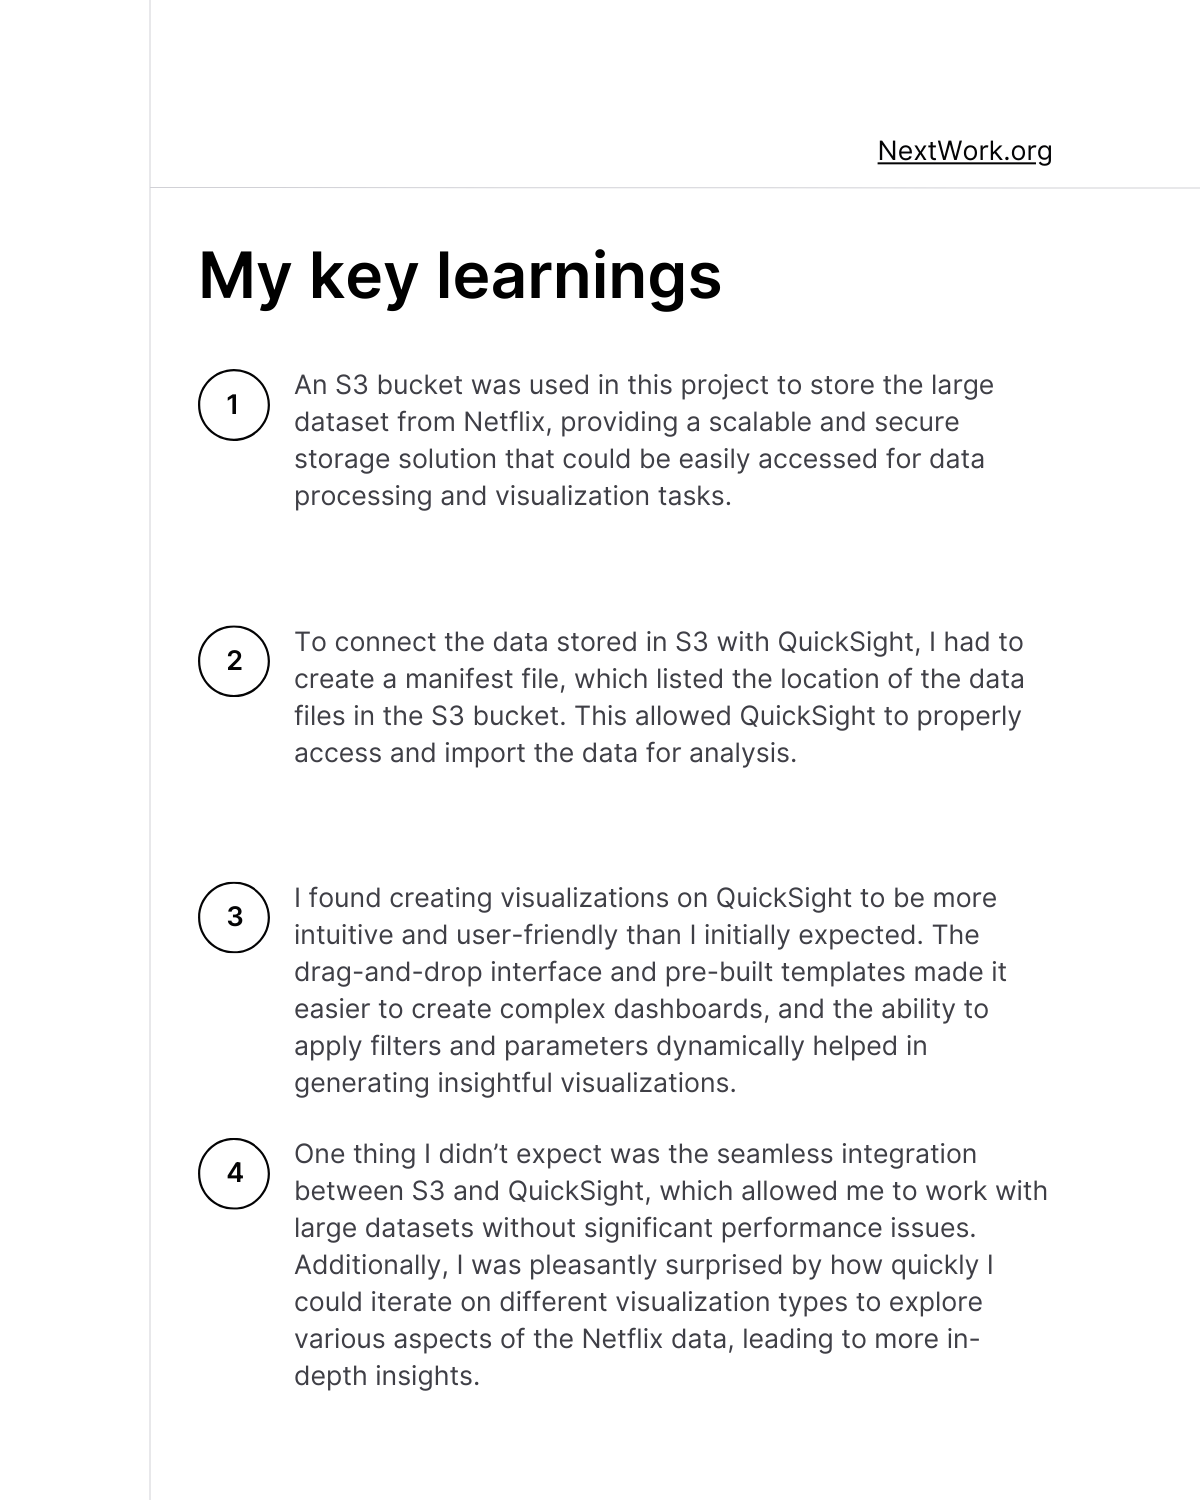 NextWork.org
My key learnings
1
An S3 bucket was used in this project to store the large
dataset from Netflix, providing a scalable and secure
storage solution that could be easily accessed for data
processing and visualization tasks.
2
To connect the data stored in S3 with QuickSight, I had to
create a manifest file, which listed the location of the data
files in the S3 bucket. This allowed QuickSight to properly
access and import the data for analysis.
3
I found creating visualizations on QuickSight to be more
intuitive and user-friendly than I initially expected. The
drag-and-drop interface and pre-built templates made it
easier to create complex dashboards, and the ability to
apply filters and parameters dynamically helped in
generating insightful visualizations.
4
One thing I didn’t expect was the seamless integration
between S3 and QuickSight, which allowed me to work with
large datasets without significant performance issues.
Additionally, I was pleasantly surprised by how quickly I
could iterate on different visualization types to explore
various aspects of the Netflix data, leading to more in-
depth insights.